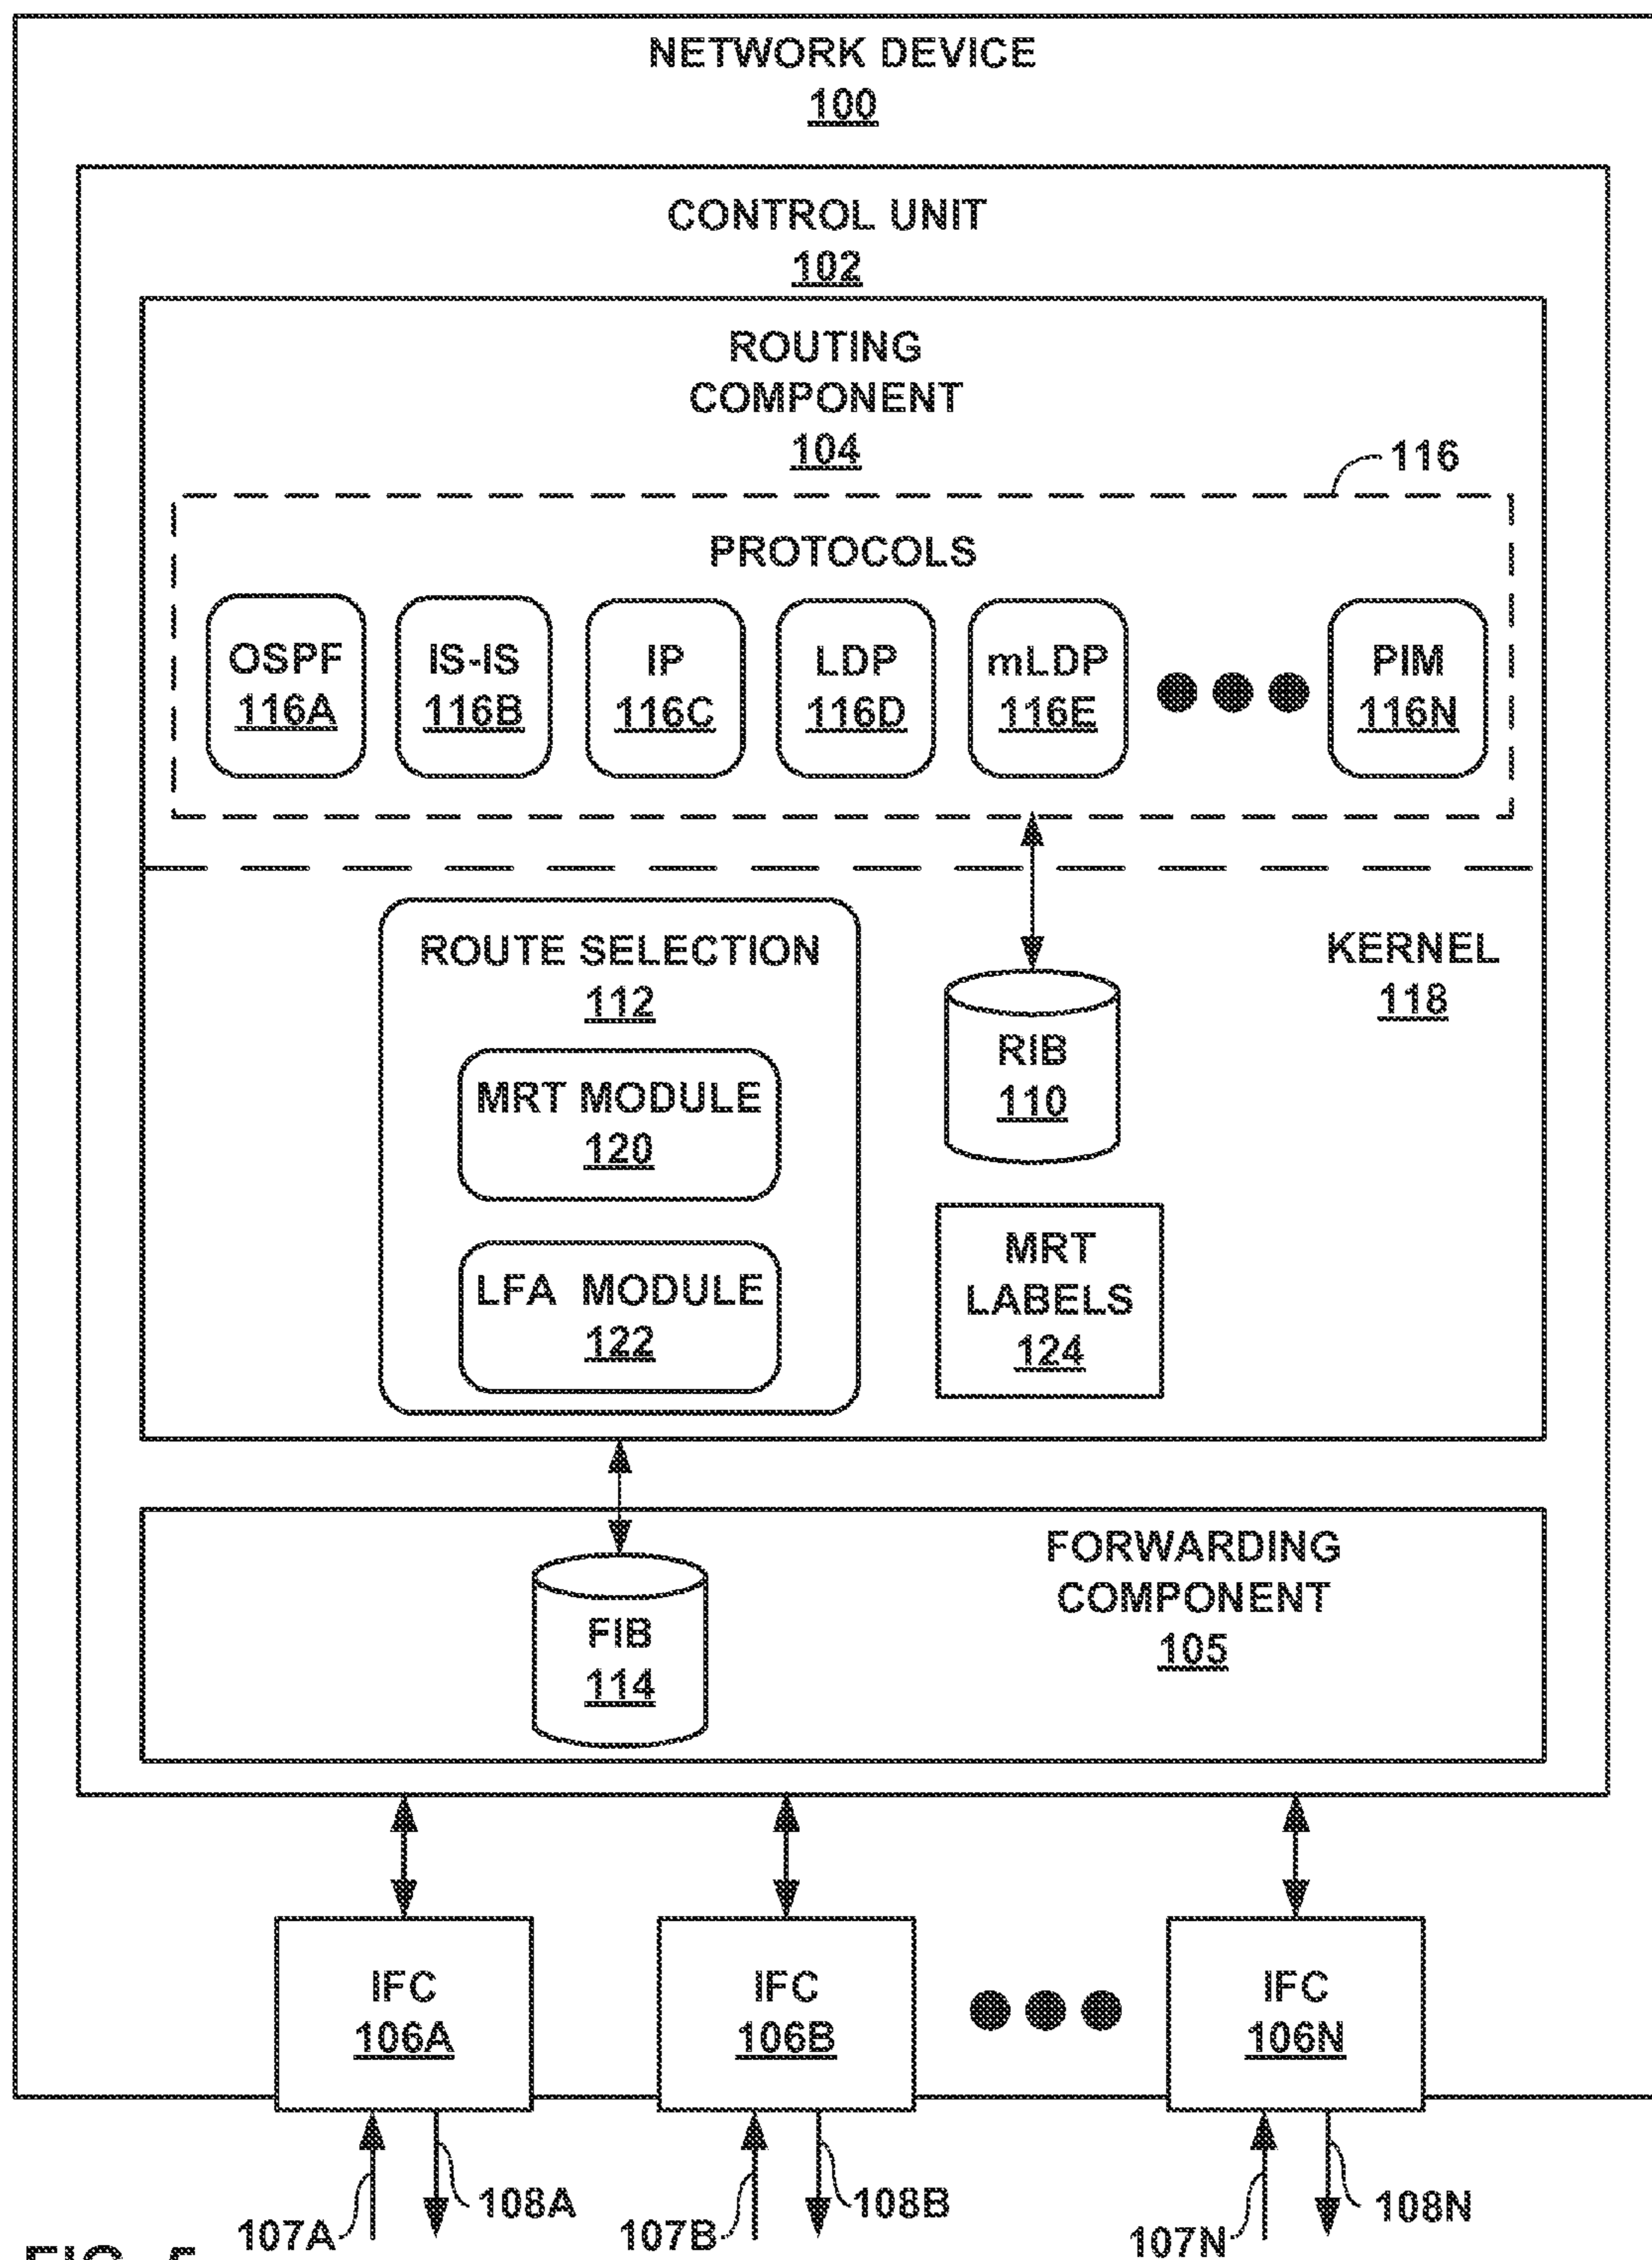 NETWORK DEVICE
100
CONTROL UNIT
102
ROUTING
COMPONENT
104
116
PROTOCOLS
OSPF
116A
IS-IS
116B
IP
116C
LDP
116D
mLDP
116E
PIM
116N
ROUTE SELECTION
112
MRT MODULE
120
LFA MODULE
122
RIB
110
MRT
LABELS
124
KERNEL
118
FORWARDING
COMPONENT
105
FIB
114
IFC
106A
IFC
106B
IFC
106N
107A
108A
107B
108B
107N
108N